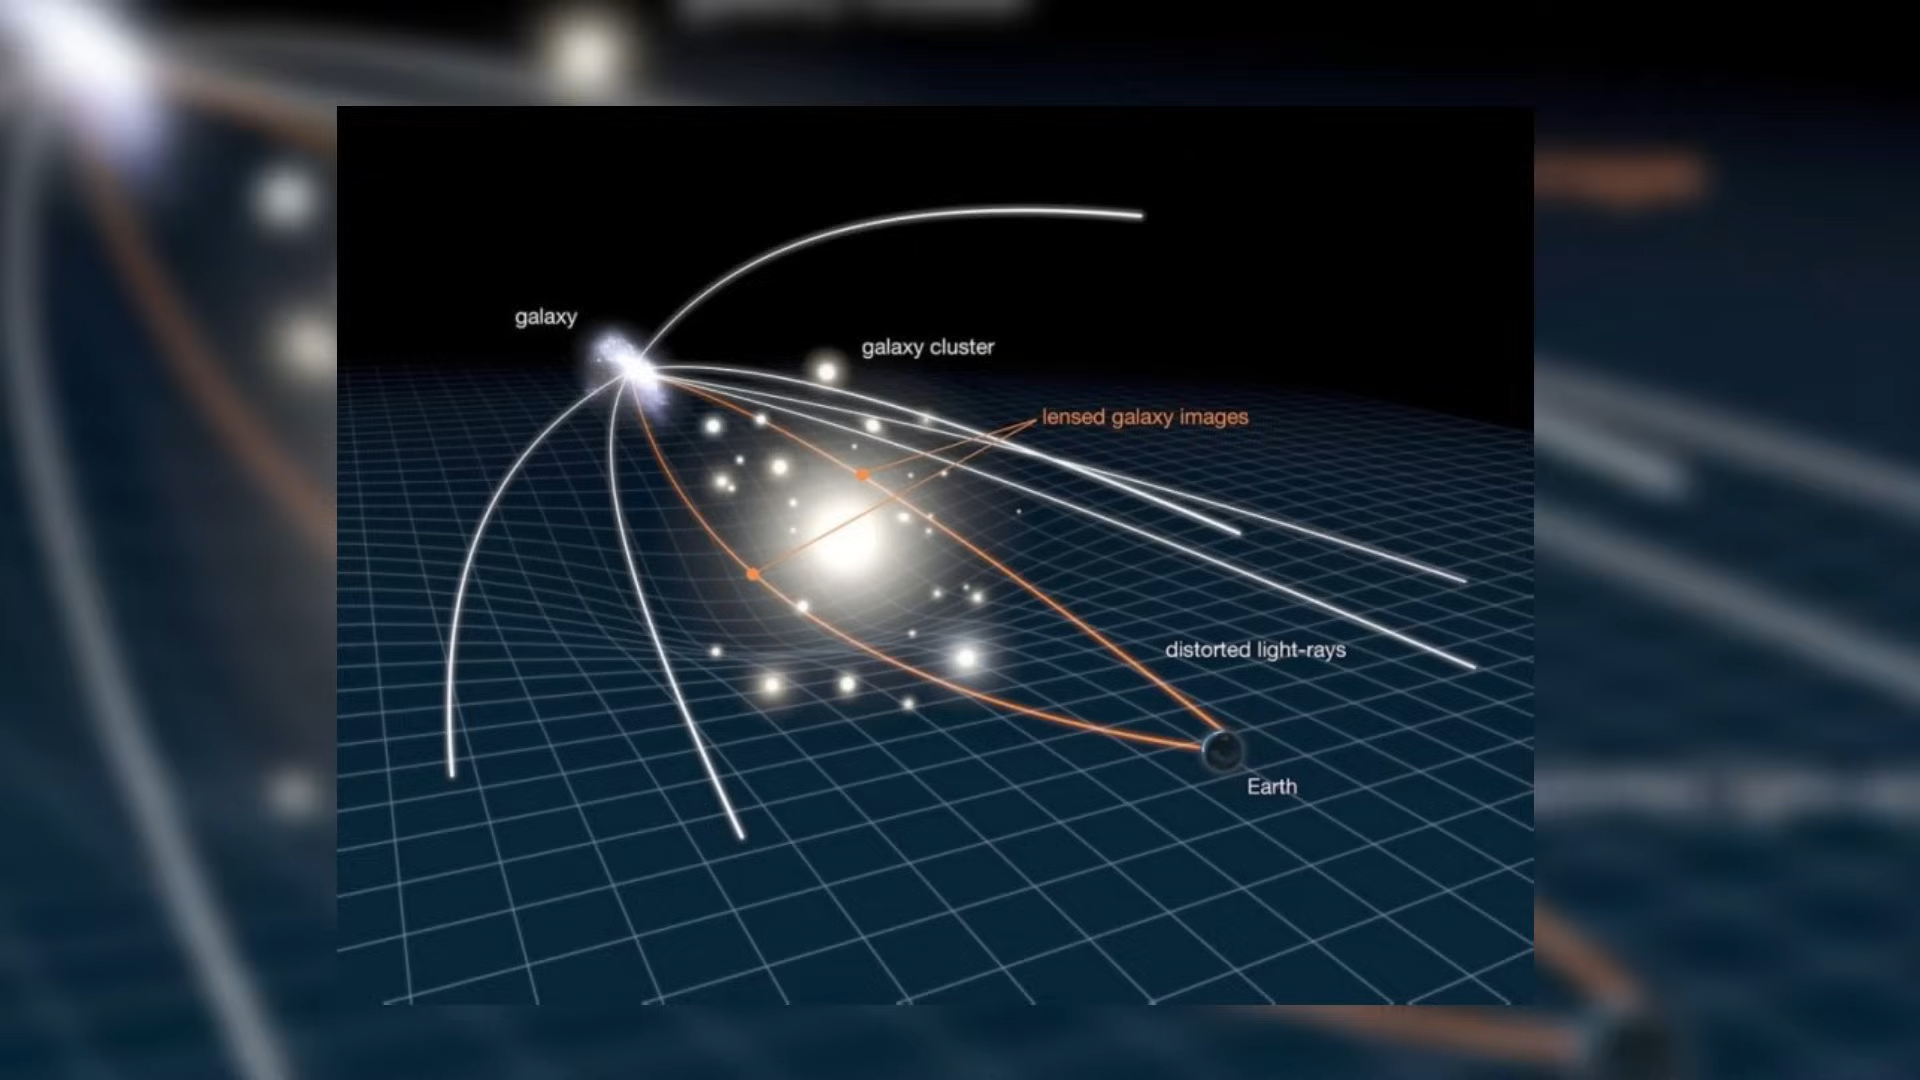 galaxy
galaxy cluster
lensed galaxy images
distorted light-rays
Earth